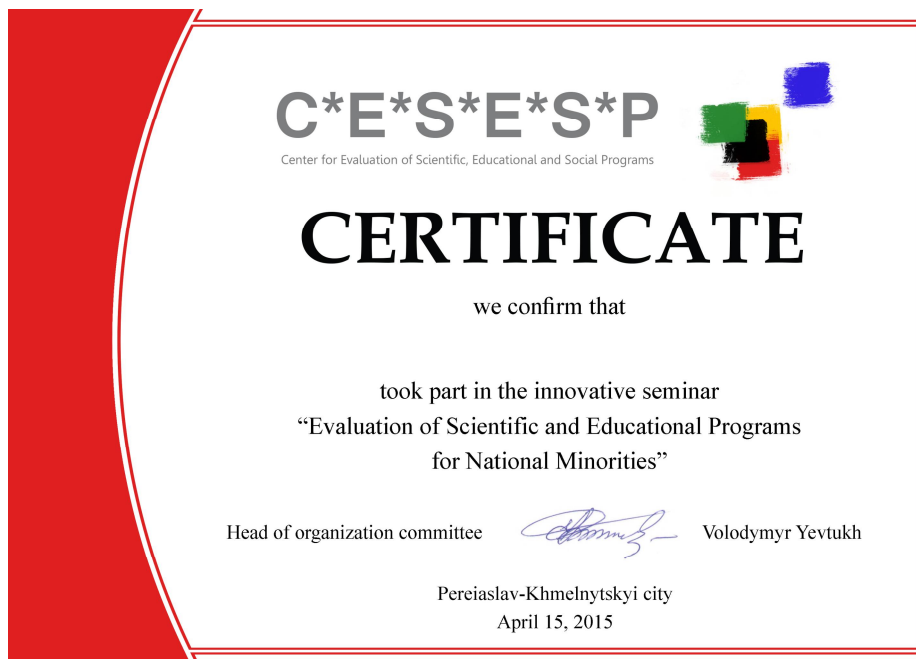 C*E*S*E*S*P
Center for Evaluation of Scientific, Educational and Social Programs
CERTIFICATE
we confirm that
took part in the innovative seminar
“Evaluation of Scientific and Educational Programs
for National Minorities”
Head of organization committee Volodymyr Yevtukh
Pereiaslav-Khmelnytskyi city
April 15, 2015